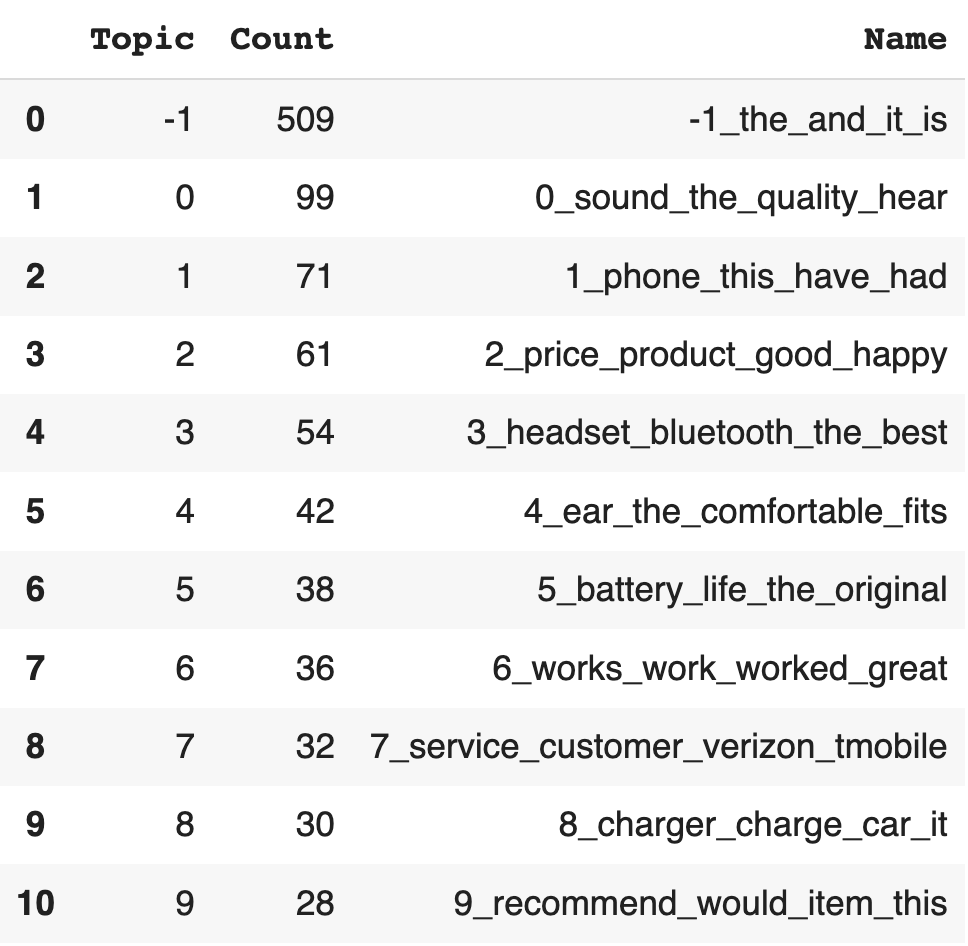 Topic Count Name
0 -1 509 -1_the_and_it_is
1 0 99 0_sound_the_quality_hear
2 1 71 1_phone_this_have_had
3 2 61 2_price_product_good_happy
4 3 54 3_headset_bluetooth_the_best
5 4 42 4_ear_the_comfortable_fits
6 5 38 5_battery_life_the_original
7 6 36 6_works_work_worked_great
8 7 32 7_service_customer_verizon_tmobile
9 8 30 8_charger_charge_car_it
10 9 28 9_recommend_would_item_this